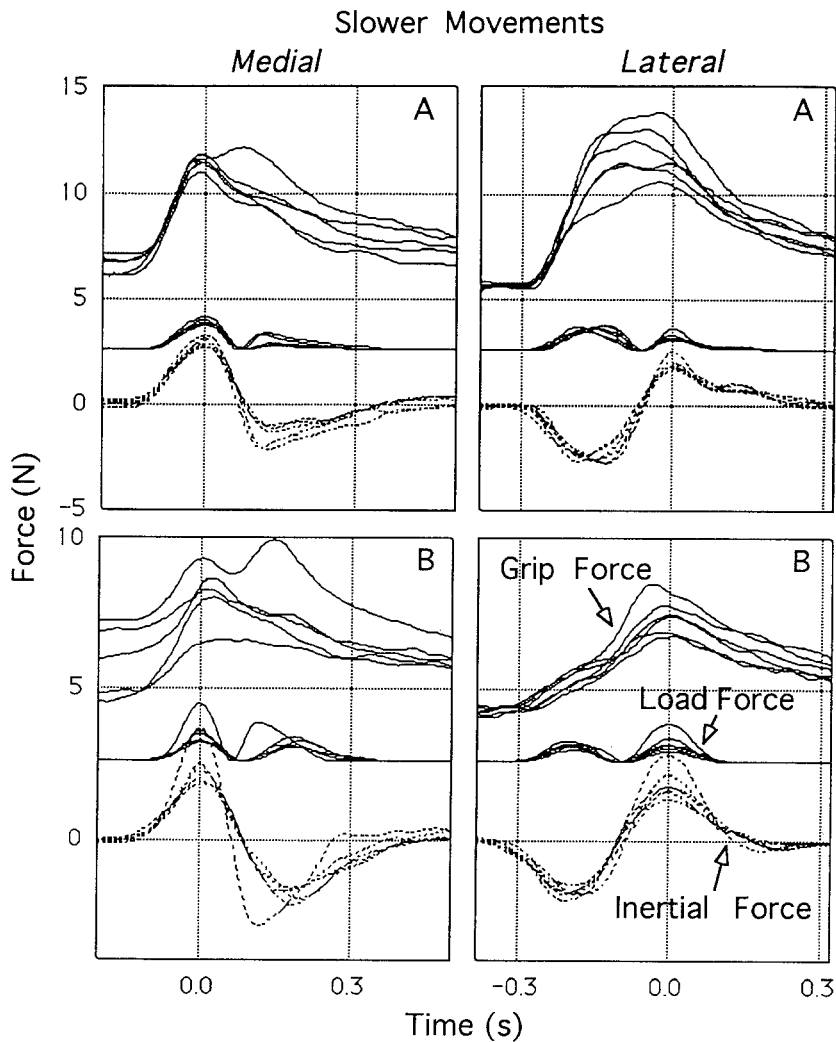 Slower Movements
Medial
Lateral
15
A
A
10
5
0
-5
Force (N)
10
B
B
Grip Force
5
Load Force
0
Inertial Force
0.0
0.3
-0.3
0.0
0.3
Time (s)